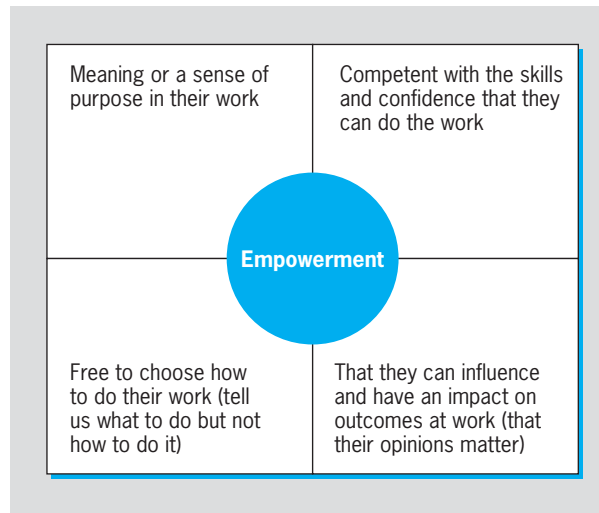 Meaning or a sense of
purpose in their work
Competent with the skills
and confidence that they
can do the work
Empowerment
Free to choose how
to do their work (tell
us what to do but not
how to do it)
That they can influence
and have an impact on
outcomes at work (that
their opinions matter)